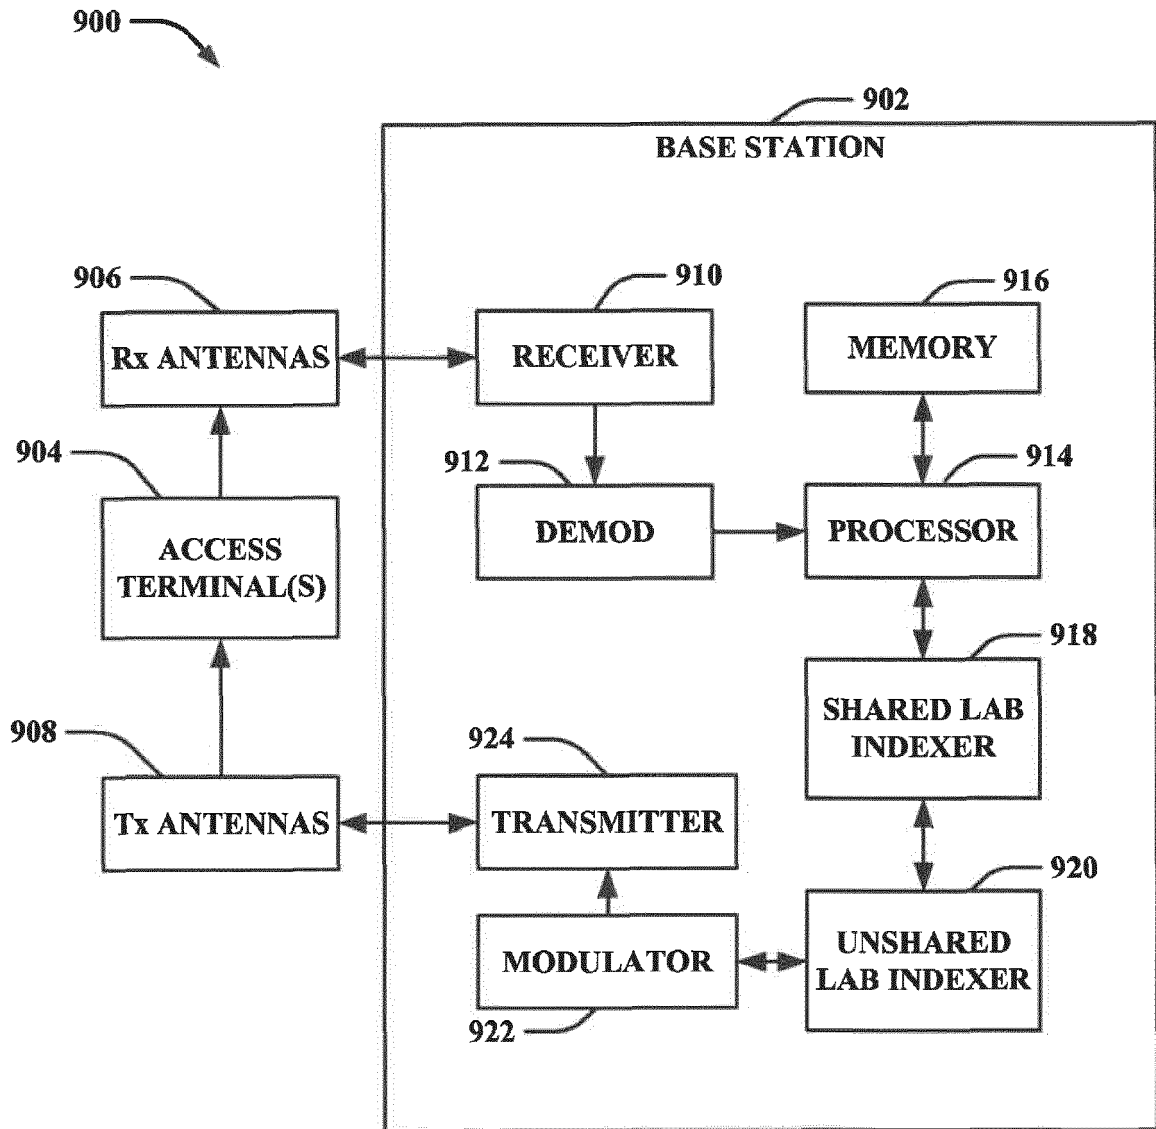 900
902
BASE STATION
906
910
916
Rx ANTENNAS
RECEIVER
MEMORY
904
912
914
ACCESS
TERMINAL(S)
DEMOD
PROCESSOR
918
908
924
SHARED LAB
INDEXER
Tx ANTENNAS
TRANSMITTER
920
MODULATOR
UNSHARED
LAB INDEXER
922